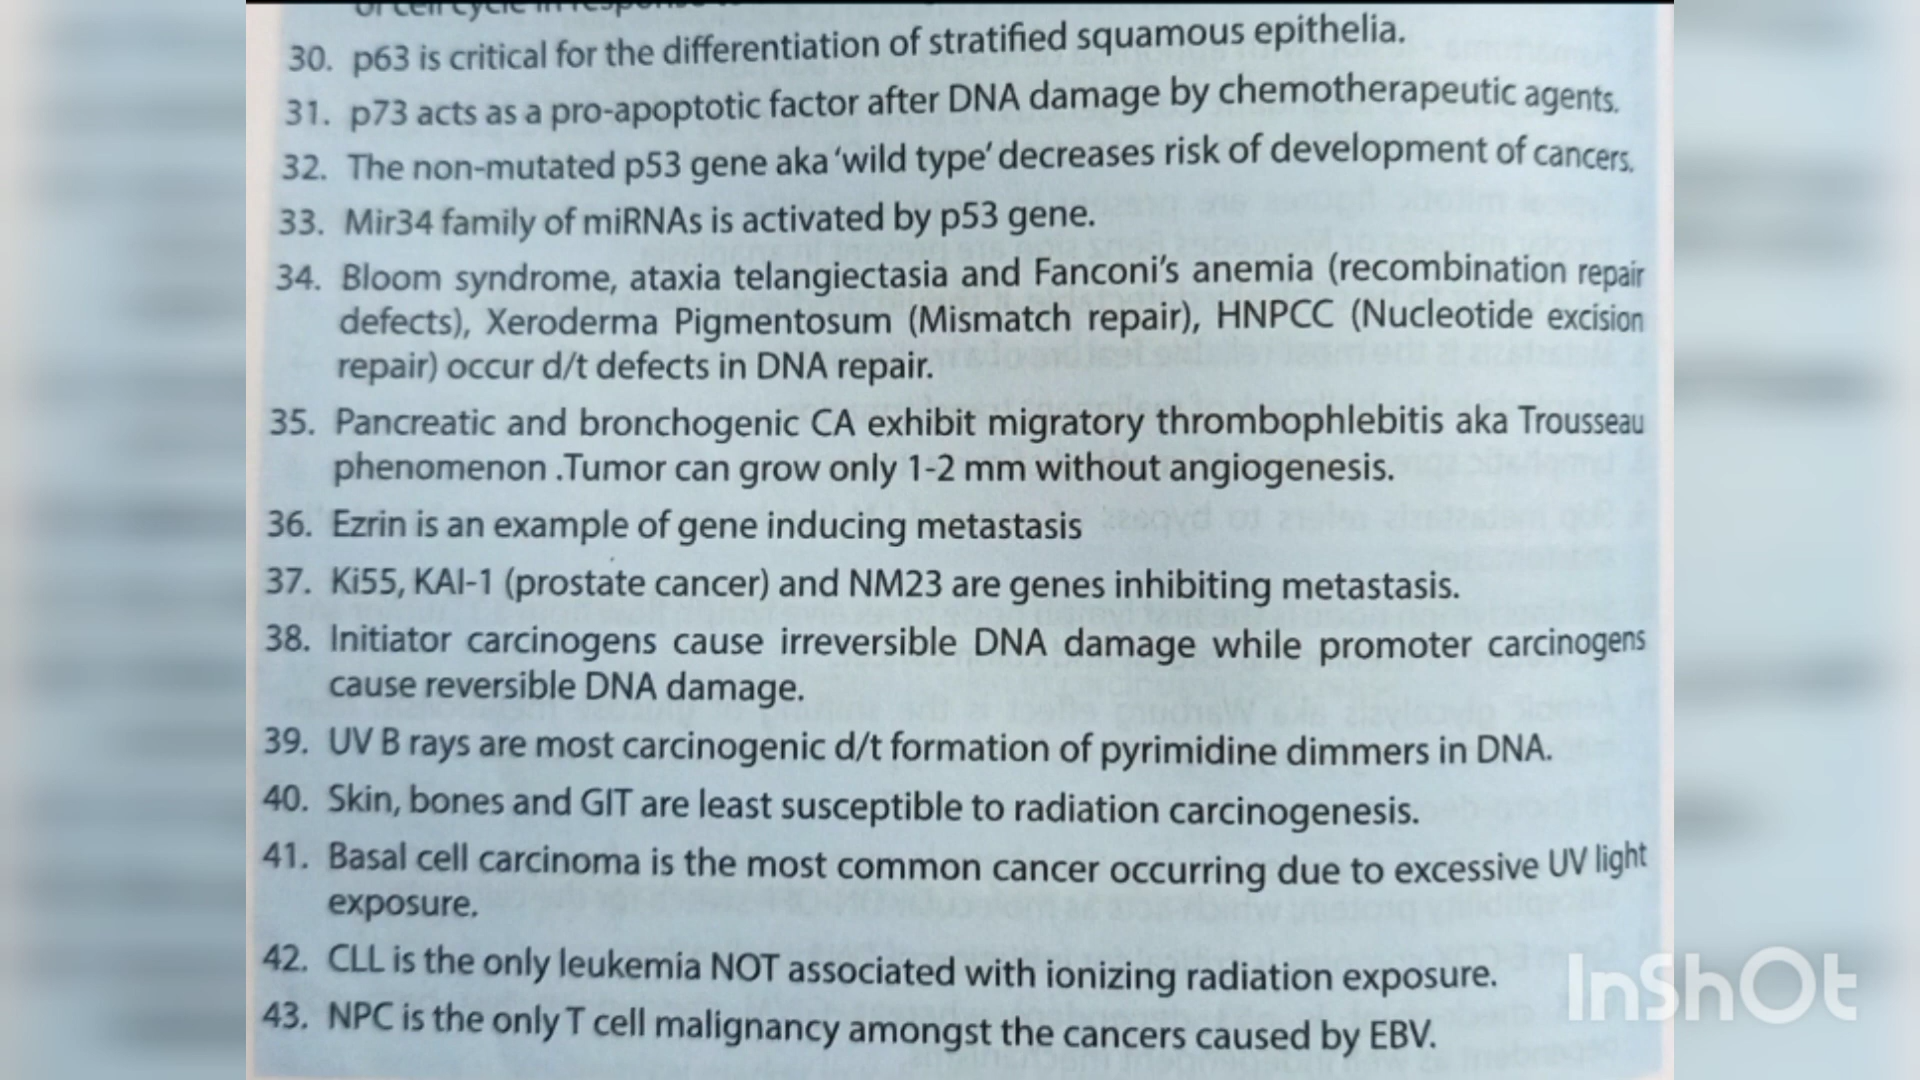 of cell cycle in response
30. p63 is critical for the differentiation of stratified squamous epithelia.
31. p73 acts as a pro-apoptotic factor after DNA damage by chemotherapeutic agents.
32. The non-mutated p53 gene aka ‘wild type’ decreases risk of development of cancers.
33. Mir34 family of miRNAs is activated by p53 gene.
34. Bloom syndrome, ataxia telangiectasia and Fanconi’s anemia (recombination repair
defects), Xeroderma Pigmentosum (Mismatch repair), HNPCC (Nucleotide excision
repair) occur d/t defects in DNA repair.
35. Pancreatic and bronchogenic CA exhibit migratory thrombophlebitis aka Trousseau
phenomenon .Tumor can grow only 1-2 mm without angiogenesis.
36. Ezrin is an example of gene inducing metastasis
37. Ki55, KAI-1 (prostate cancer) and NM23 are genes inhibiting metastasis.
38. Initiator carcinogens cause irreversible DNA damage while promoter carcinogens
cause reversible DNA damage.
39. UV B rays are most carcinogenic d/t formation of pyrimidine dimmers in DNA.
40. Skin, bones and GIT are least susceptible to radiation carcinogenesis.
41. Basal cell carcinoma is the most common cancer occurring due to excessive UV light
exposure.
42. CLL is the only leukemia NOT associated with ionizing radiation exposure.
43. NPC is the only T cell malignancy amongst the cancers caused by EBV.
InShOt